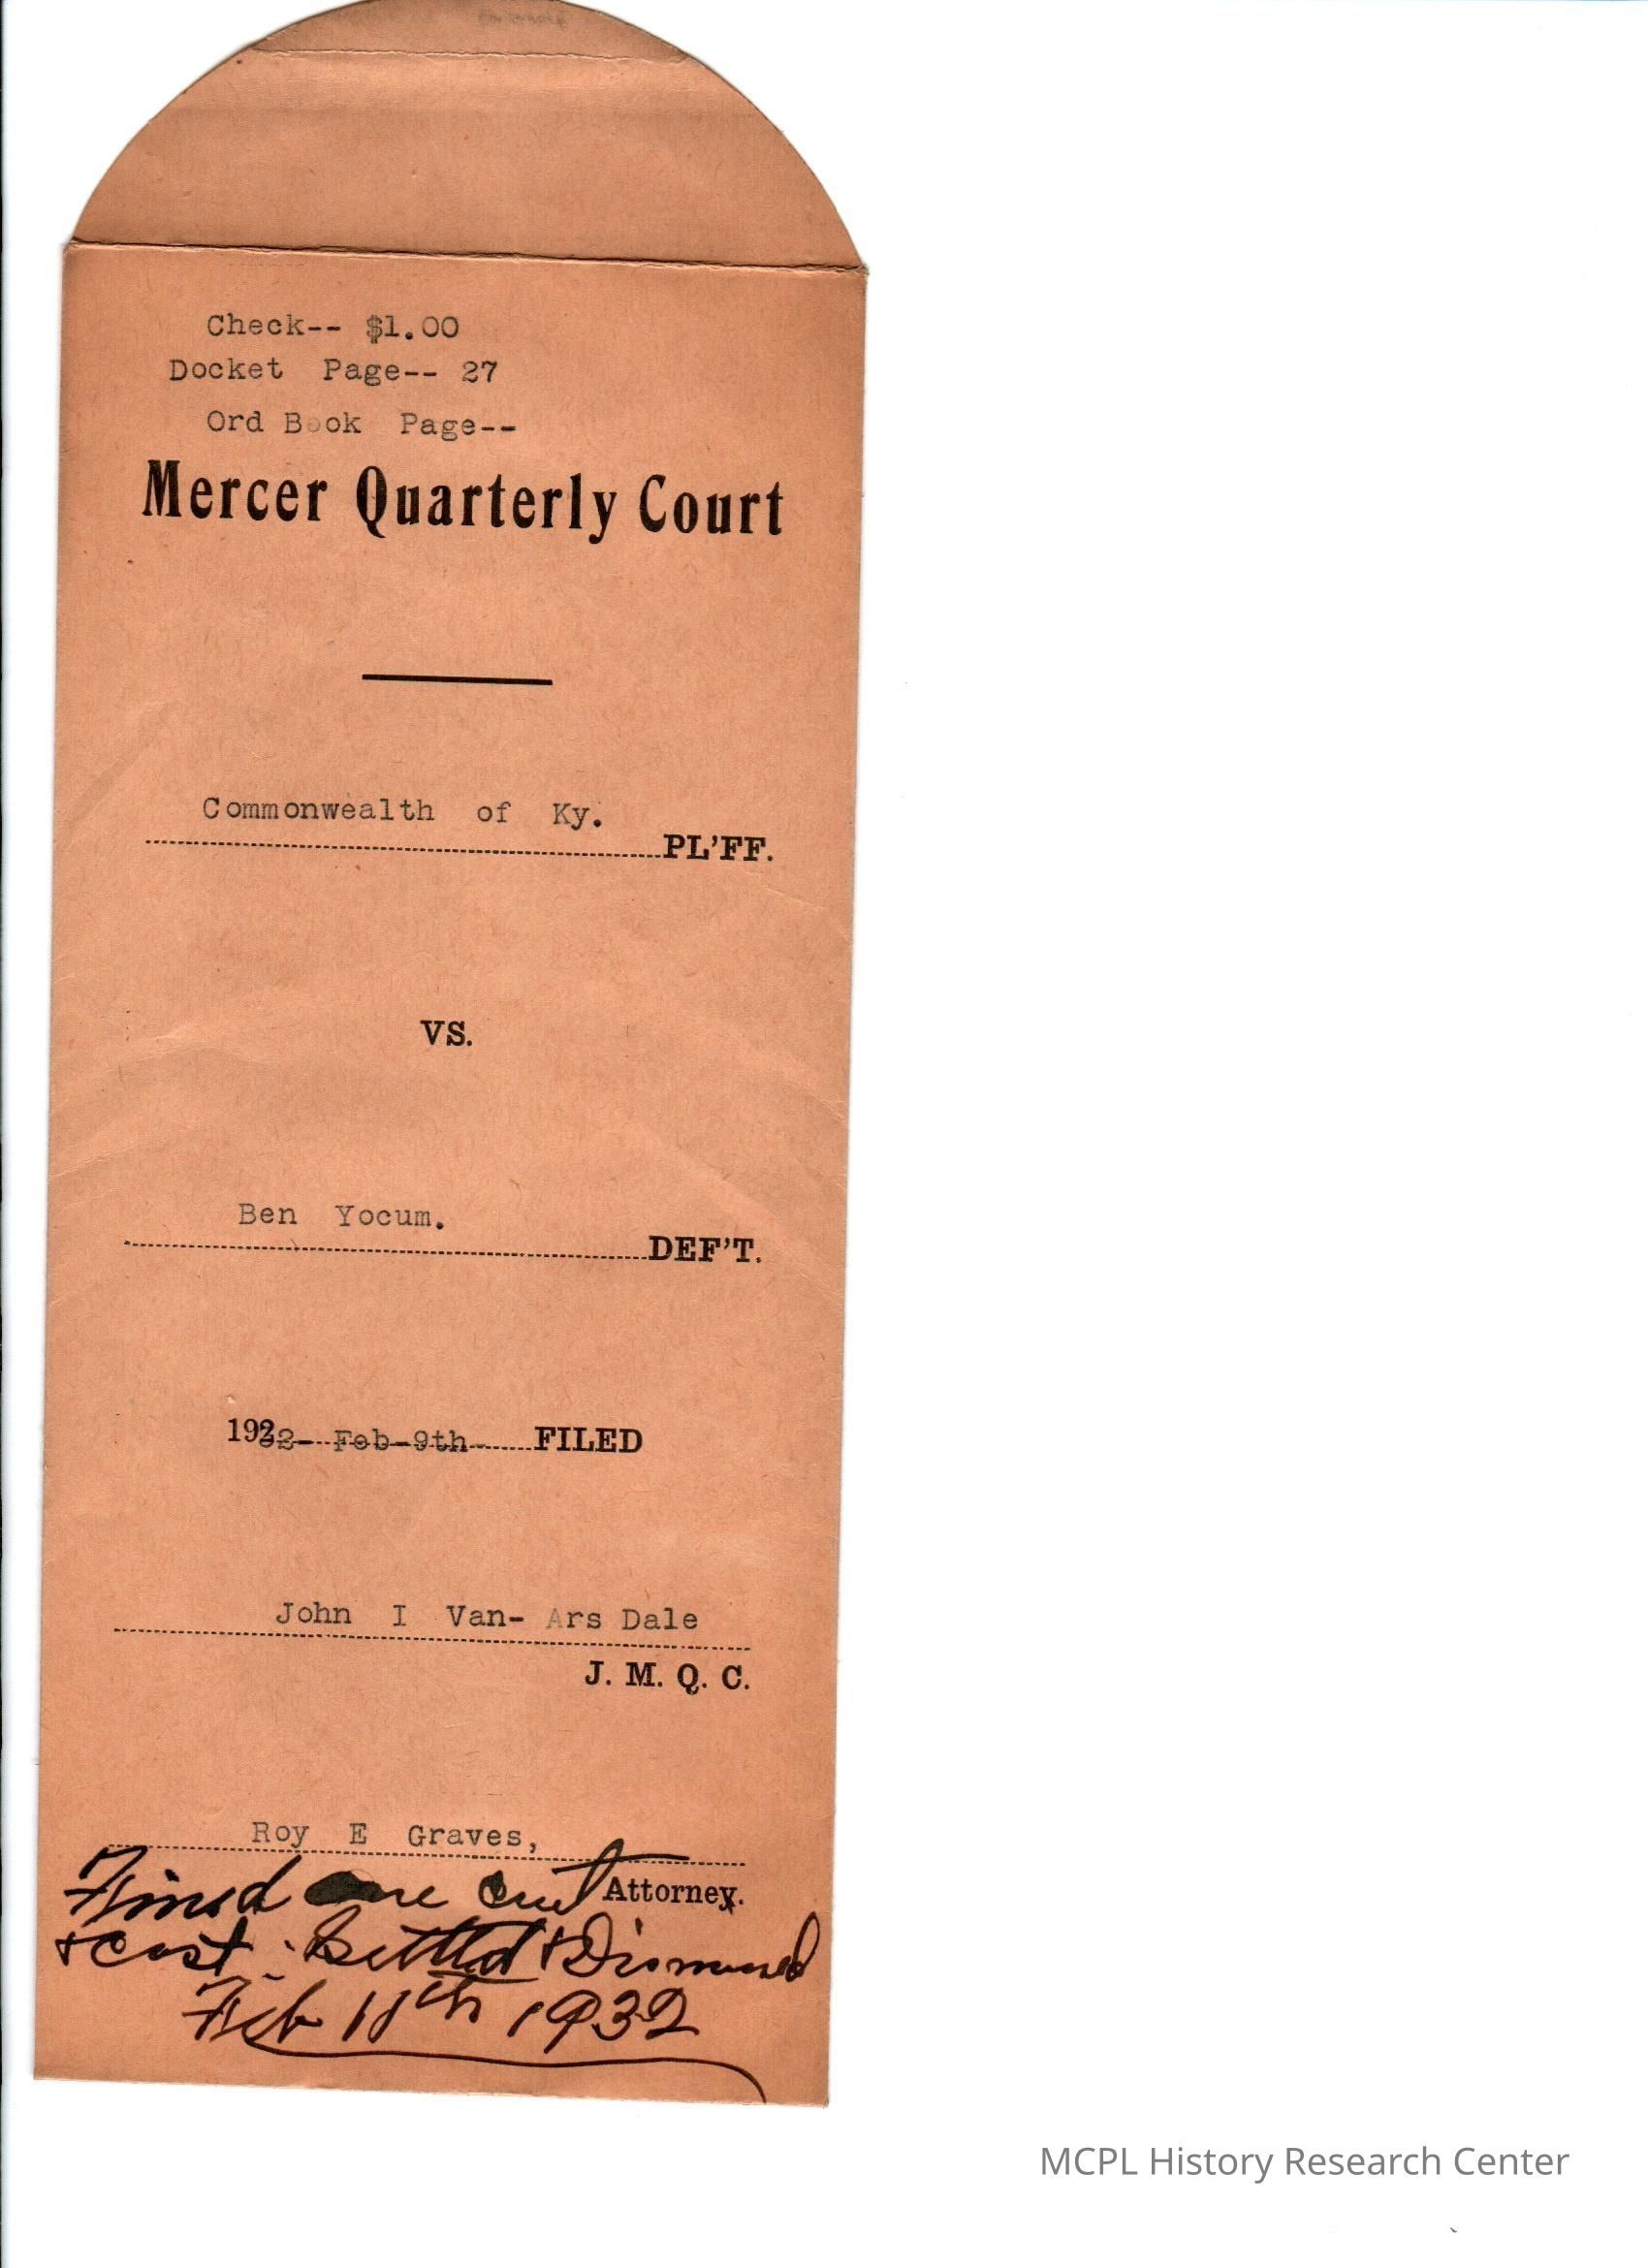 Check-- $1.00
Docket Page-- 27
Ord Book Page--
Mercer Quarterly Court
Commonwealth of Ky. PL'FF.
VS.
Ben Yocum. DEF'T.
1932- Feb-9th- FILED
John I Van- Ars Dale
J. M. Q. C.
Roy E Graves,
Attorney.
Fined one cent
+ cost. Settled + Dismissed
Feb 11th 1932
MCPL History Research Center